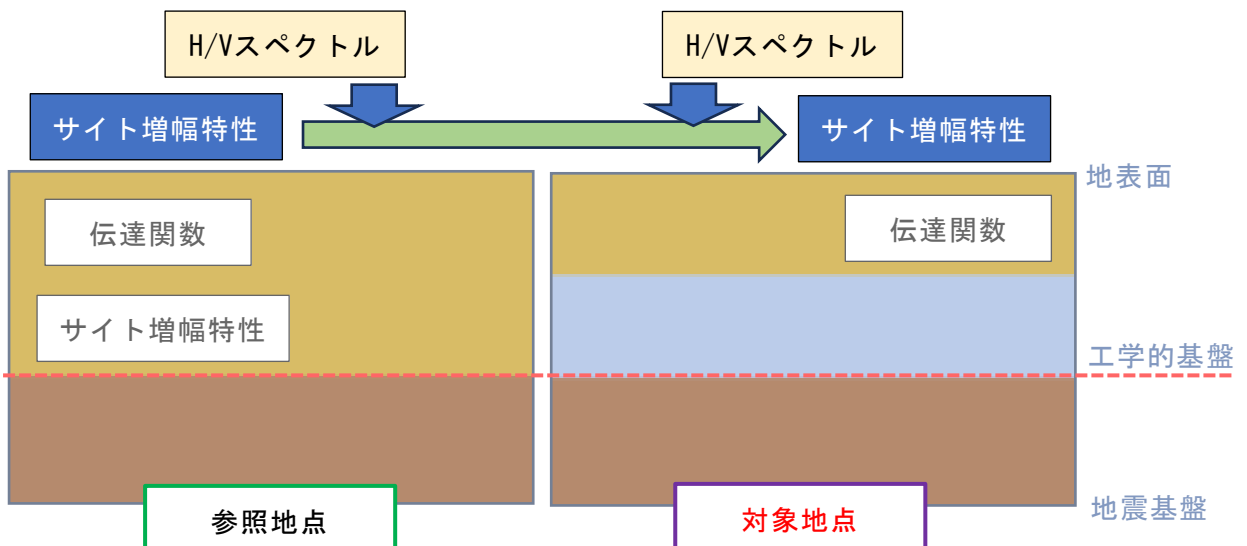 H/Vスペクトル
H/Vスペクトル
サイト増幅特性
サイト増幅特性
地表面
伝達関数
伝達関数
サイト増幅特性
工学的基盤
地震基盤
参照地点
対象地点